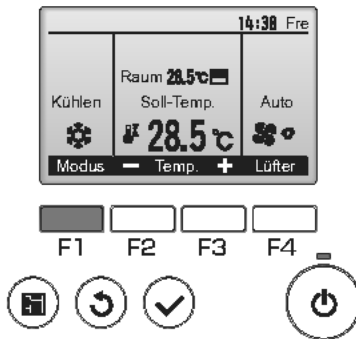 14:38 Fre
Raum 28.5°C
Kühlen Soll-Temp. Auto
28.5°C
Modus − Temp. + Lüfter
F1 F2 F3 F4